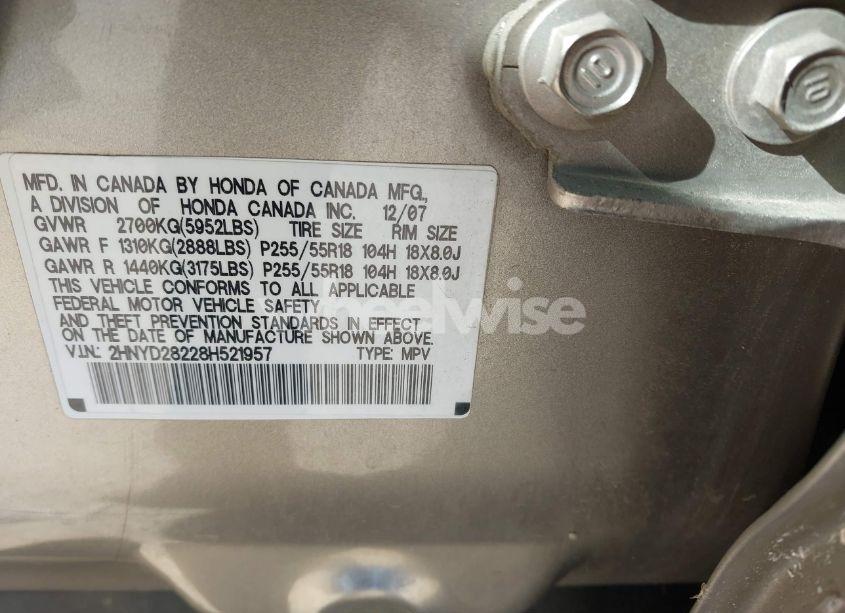 MFD. IN CANADA BY HONDA OF CANADA MFG.,
A DIVISION OF HONDA CANADA INC. 12/07
GVWR 2700KG(5952LBS) TIRE SIZE RIM SIZE
GAWR F 1310KG(2888LBS) P255/55R18 104H 18X8.0J
GAWR R 1440KG(3175LBS) P255/55R18 104H 18X8.0J
THIS VEHICLE CONFORMS TO ALL APPLICABLE
FEDERAL MOTOR VEHICLE SAFETY
AND THEFT PREVENTION STANDARDS IN EFFECT
ON THE DATE OF MANUFACTURE SHOWN ABOVE.
V.I.N.: 2HNYD28228H521957 TYPE: MPV
wheelwise
10
10